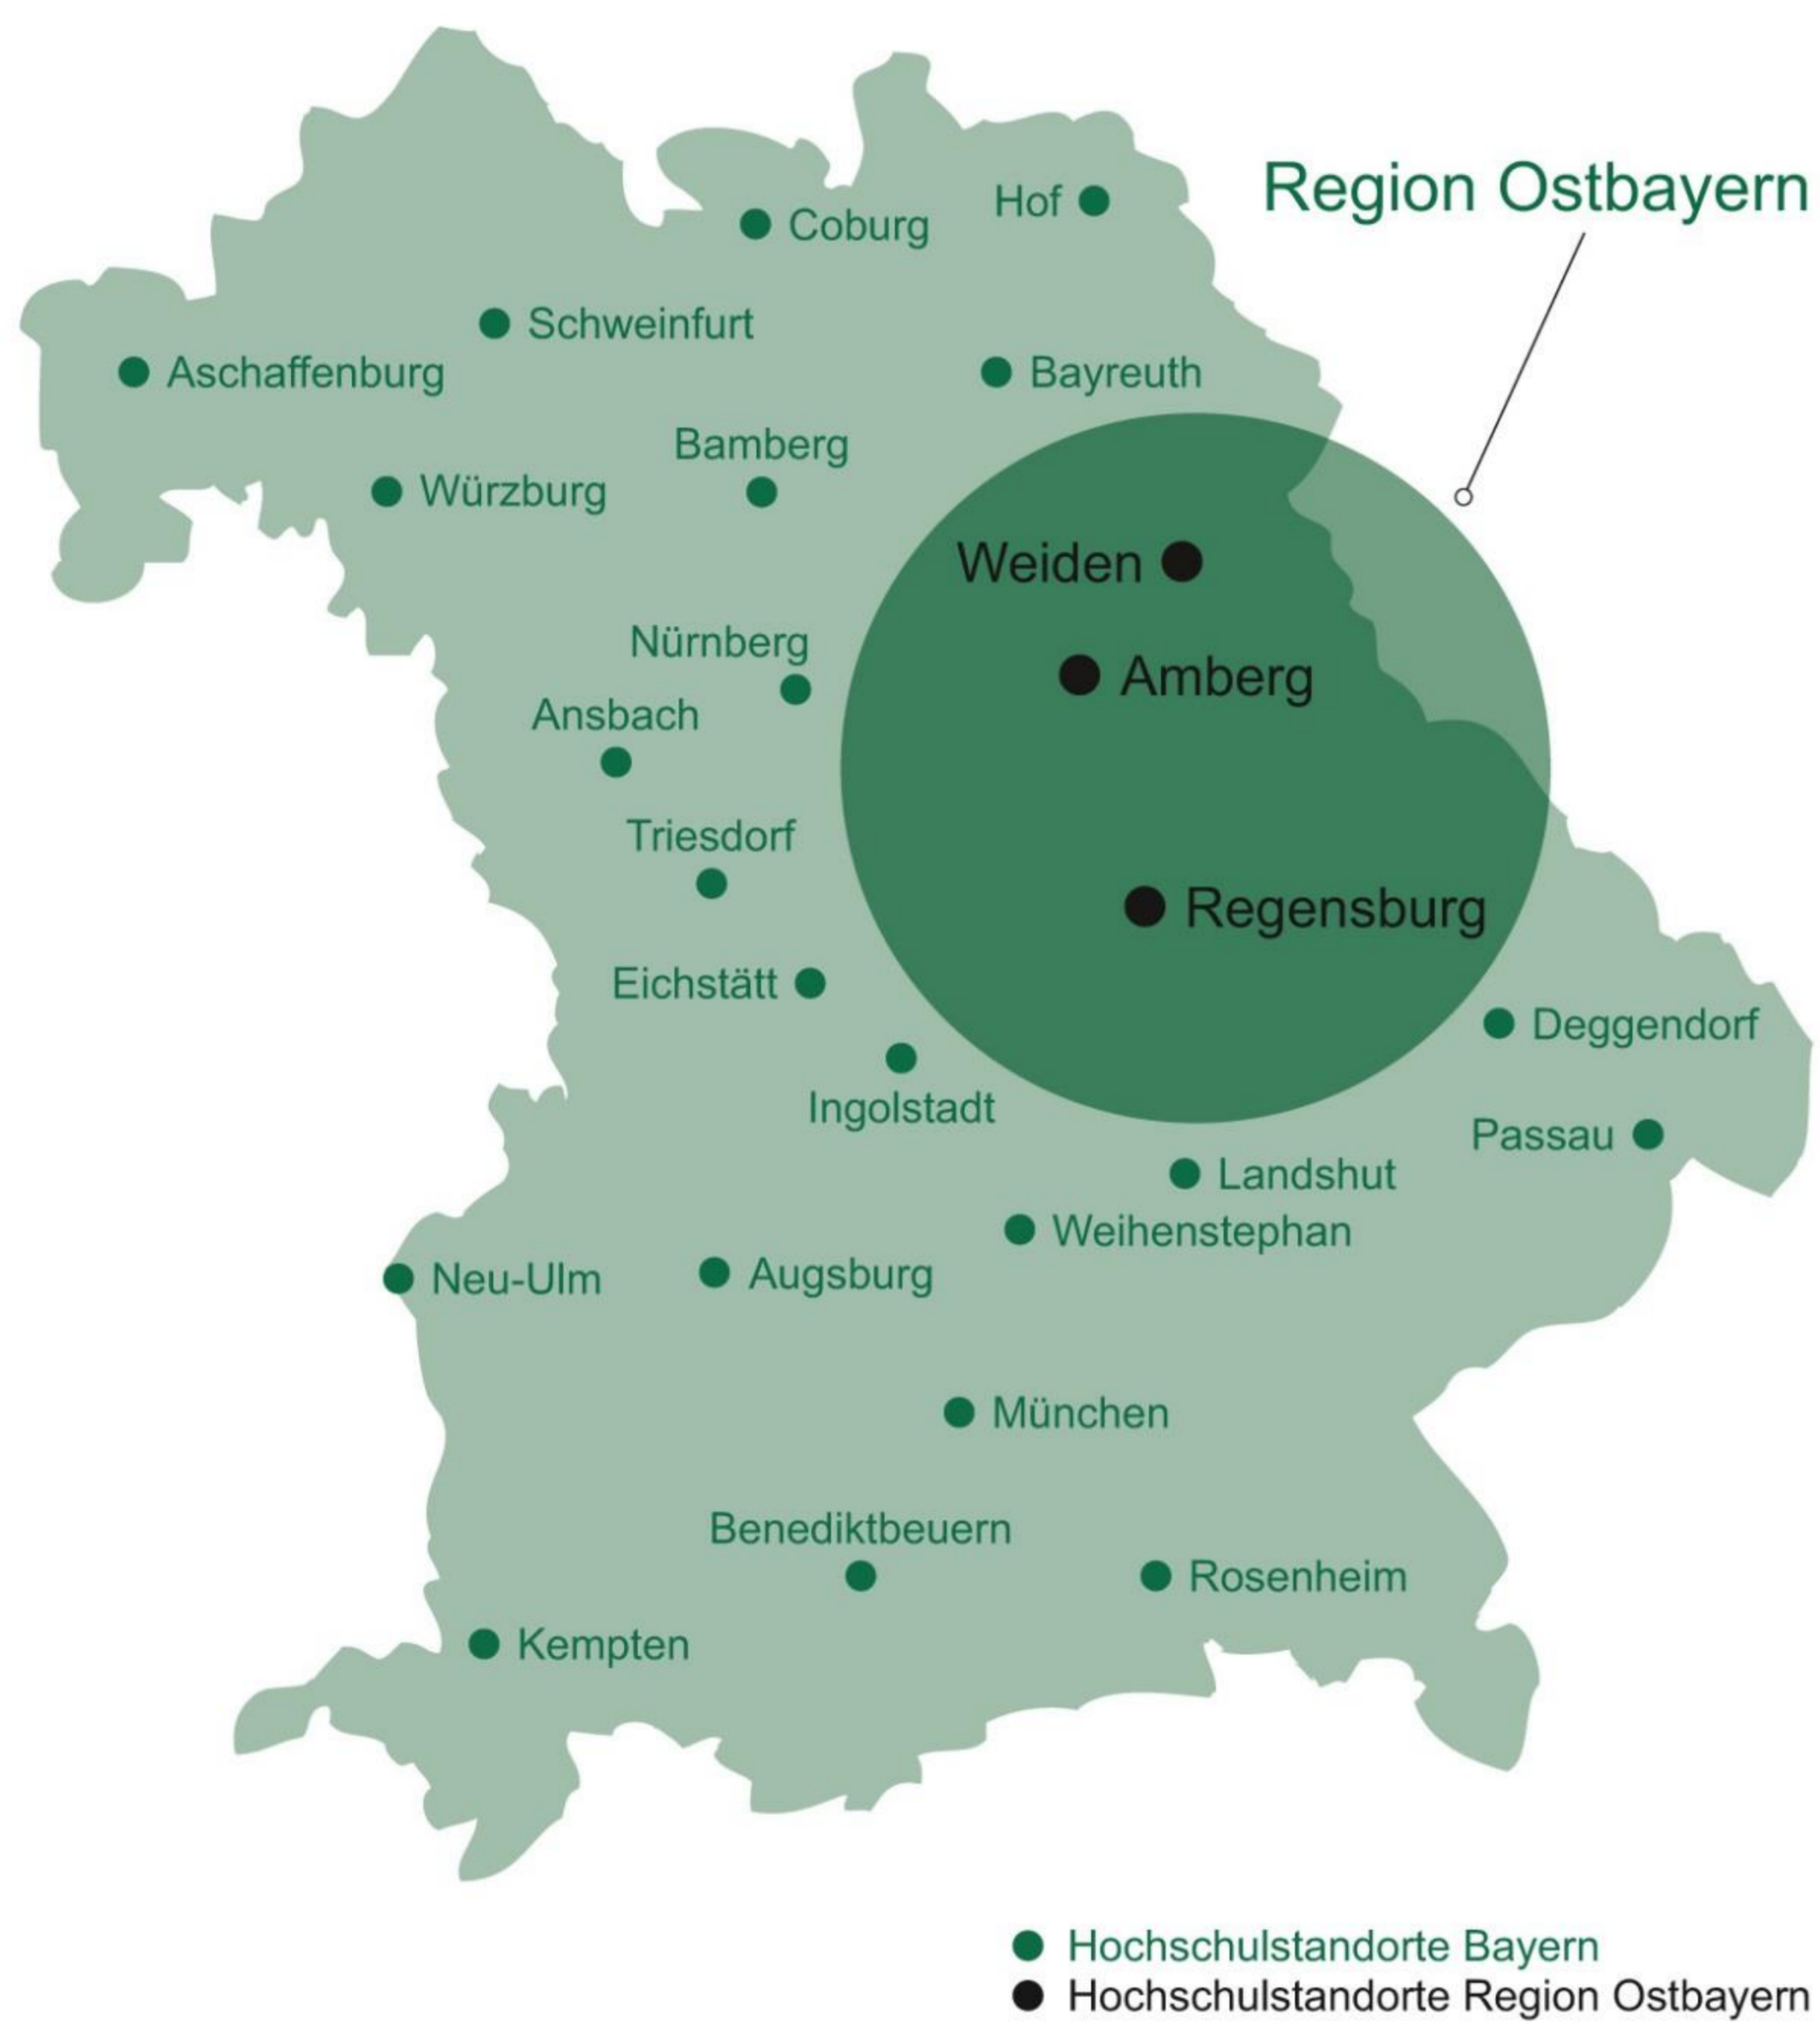 Hof
Region Ostbayern
Coburg
Schweinfurt
Aschaffenburg
Bayreuth
Bamberg
Würzburg
Weiden
Nürnberg
Amberg
Ansbach
Triesdorf
Regensburg
Eichstätt
Deggendorf
Ingolstadt
Passau
Landshut
Weihenstephan
Neu-Ulm
Augsburg
München
Benediktbeuern
Rosenheim
Kempten
Hochschulstandorte Bayern
Hochschulstandorte Region Ostbayern